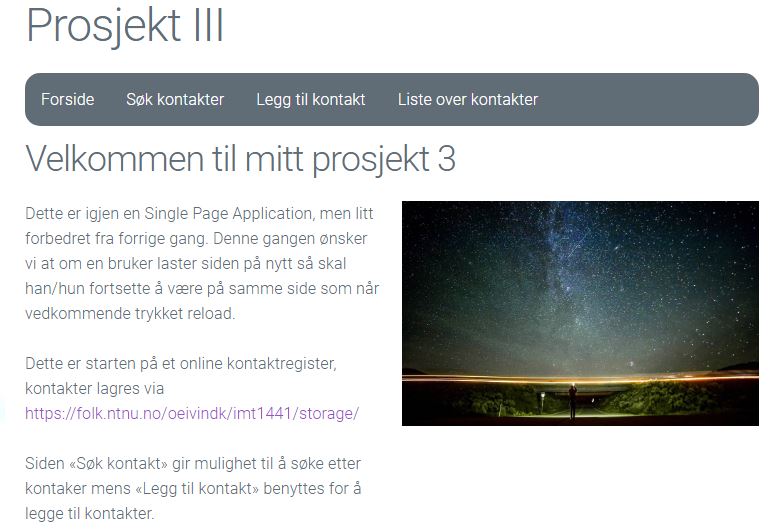 Prosjekt III
Forside Søk kontakter Legg til kontakt Liste over kontakter
Velkommen til mitt prosjekt 3
Dette er igjen en Single Page Application, men litt
forbedret fra forrige gang. Denne gangen ønsker
vi at om en bruker laster siden på nytt så skal
han/hun fortsette å være på samme side som når
vedkommende trykket reload.
Dette er starten på et online kontaktregister,
kontakter lagres via
https://folk.ntnu.no/oeivindk/imt1441/storage/
Siden «Søk kontakt» gir mulighet til å søke etter
kontaker mens «Legg til kontakt» benyttes for å
legge til kontakter.